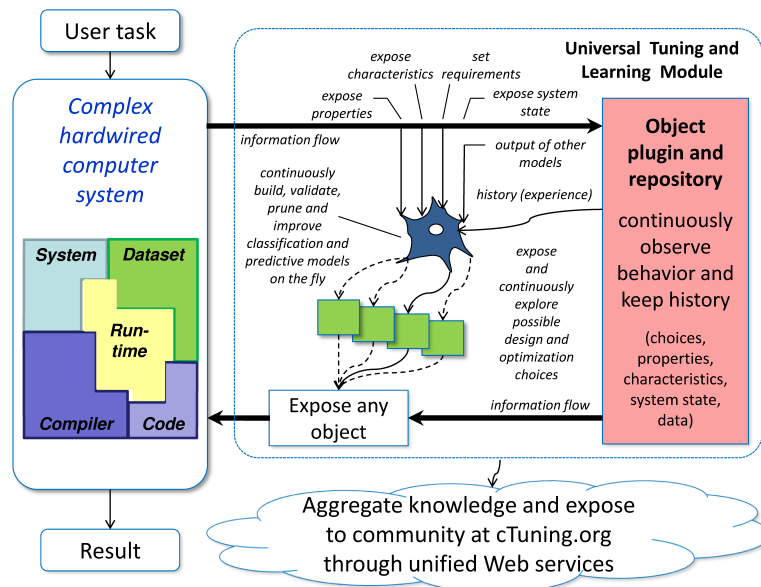 User task
Complex
hardwired
computer
system
System
Dataset
Run-
time
Compiler
Code
Result
Universal Tuning and
Learning Module
expose
characteristics
set
requirements
expose
properties
expose system
state
information flow
output of other
models
history (experience)
continuously
build, validate,
prune and
improve
classification and
predictive models
on the fly
expose
and
continuously
explore
possible
design and
optimization
choices
Expose any
object
information flow
Object
plugin and
repository
continuously
observe
behavior and
keep history
(choices,
properties,
characteristics,
system state,
data)
Aggregate knowledge and expose
to community at cTuning.org
through unified Web services